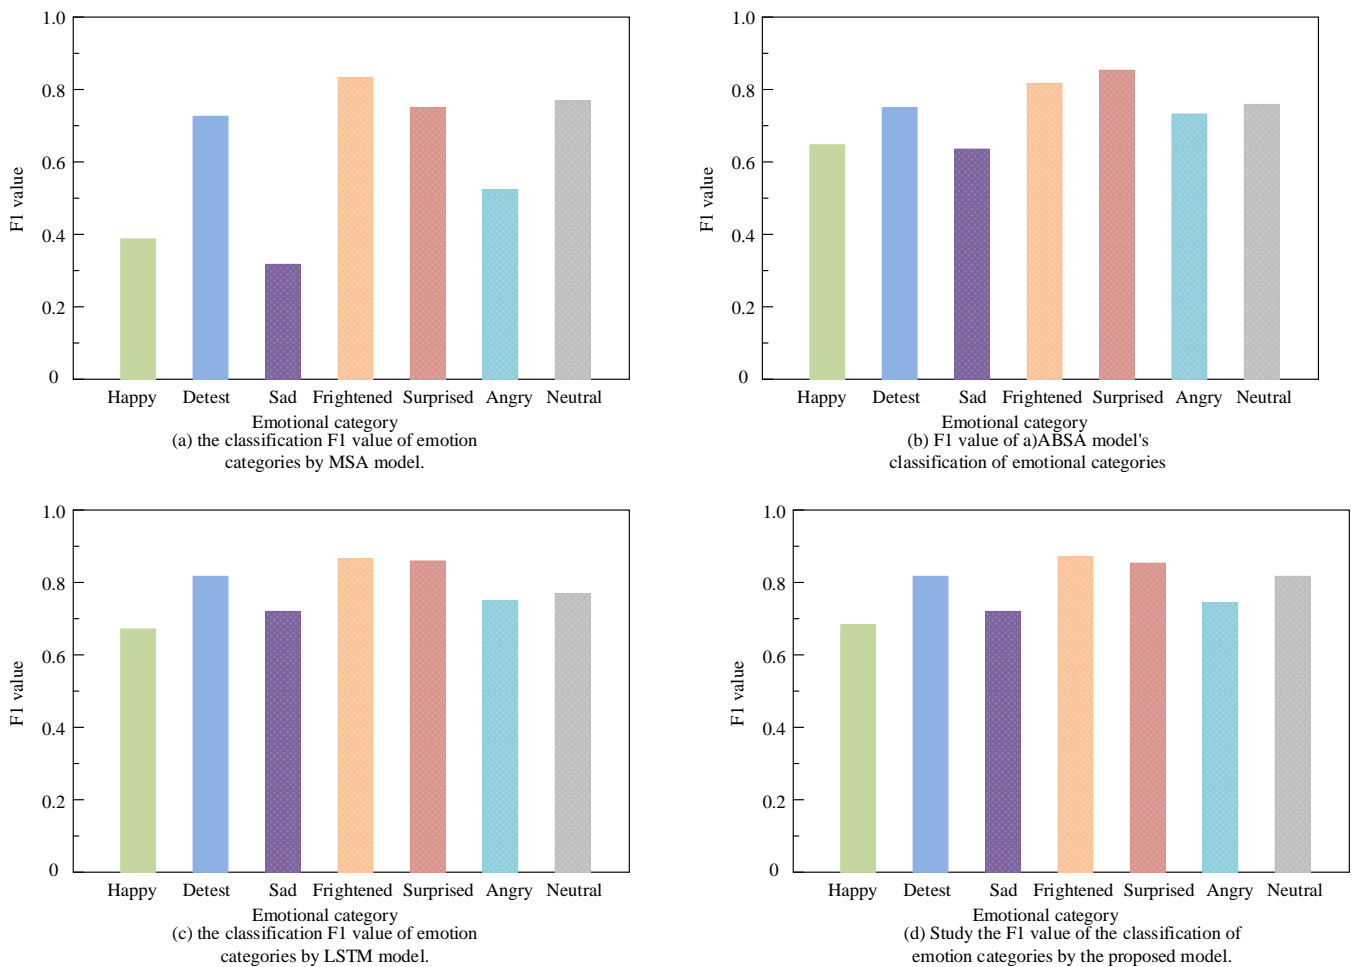 1.0
0.8
0.6
0.4
0.2
0
F1 value
Happy Detest Sad Frightened Surprised Angry Neutral
Emotional category
(a) the classification F1 value of emotion
categories by MSA model.
1.0
0.8
0.6
0.4
0.2
0
F1 value
Happy Detest Sad Frightened Surprised Angry Neutral
Emotional category
(b) F1 value of a)ABSA model's
classification of emotional categories
1.0
0.8
0.6
0.4
0.2
0
F1 value
Happy Detest Sad Frightened Surprised Angry Neutral
Emotional category
(c) the classification F1 value of emotion
categories by LSTM model.
1.0
0.8
0.6
0.4
0.2
0
F1 value
Happy Detest Sad Frightened Surprised Angry Neutral
Emotional category
(d) Study the F1 value of the classification of
emotion categories by the proposed model.